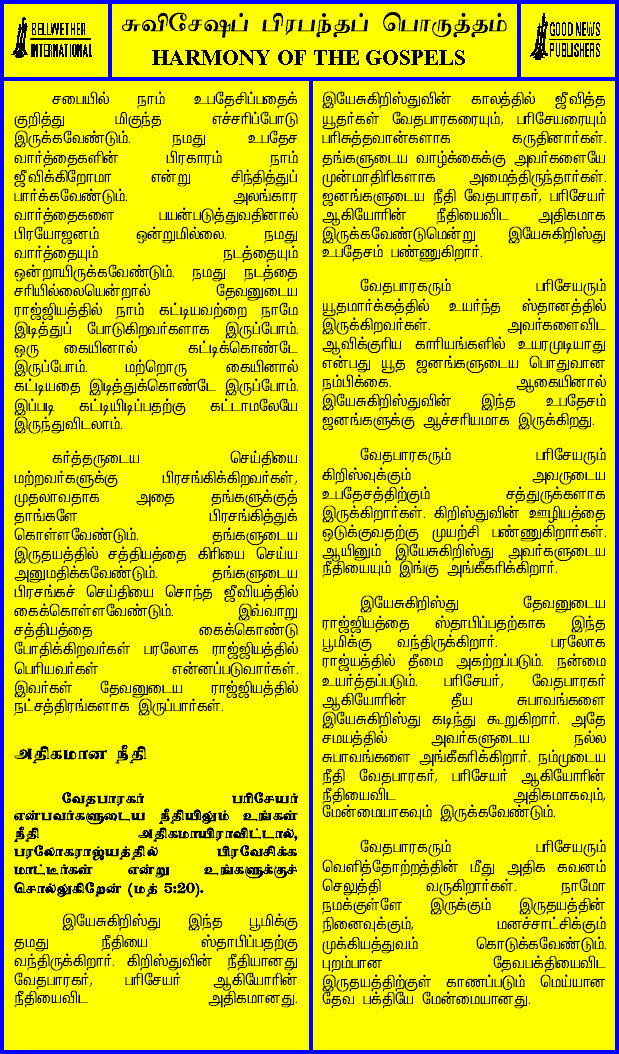 BELLWETHER
INTERNATIONAL
சுவிசேஷப் பிரபந்தப் பொருத்தம்
HARMONY OF THE GOSPELS
GOOD NEWS
PUBLISHERS
சபையில் நாம் உபதேசிப்பதைக்
குறித்து மிகுந்த எச்சரிப்போடு
இருக்கவேண்டும். நமது உபதேச
வார்த்தைகளின் பிரகாரம் நாம்
ஜீவிக்கிறோமா என்று சிந்தித்துப்
பார்க்கவேண்டும். அலங்கார
வார்த்தைகளை பயன்படுத்துவதினால்
பிரயோஜனம் ஒன்றுமில்லை. நமது
வார்த்தையும் நடத்தையும்
ஒன்றாயிருக்கவேண்டும். நமது நடத்தை
சரியில்லையென்றால் தேவனுடைய
ராஜ்ஜியத்தில் நாம் கட்டியவற்றை நாமே
இடித்துப் போடுகிறவர்களாக இருப்போம்.
ஒரு கையினால் கட்டிக்கொண்டே
இருப்போம். மற்றொரு கையினால்
கட்டியதை இடித்துக்கொண்டே இருப்போம்.
இப்படி கட்டியிடிப்பதற்கு கட்டாமலேயே
இருந்துவிடலாம்.
கர்த்தருடைய செய்தியை
மற்றவர்களுக்கு பிரசங்கிக்கிறவர்கள்,
முதலாவதாக அதை தங்களுக்குத்
தாங்களே பிரசங்கித்துக்
கொள்ளவேண்டும். தங்களுடைய
இருதயத்தில் சத்தியத்தை கிரியை செய்ய
அனுமதிக்கவேண்டும். தங்களுடைய
பிரசங்கச் செய்தியை சொந்த ஜீவியத்தில்
கைக்கொள்ளவேண்டும். இவ்வாறு
சத்தியத்தை கைக்கொண்டு
போதிக்கிறவர்கள் பரலோக ராஜ்ஜியத்தில்
பெரியவர்கள் என்னப்படுவார்கள்.
இவர்கள் தேவனுடைய ராஜ்ஜியத்தில்
நட்சத்திரங்களாக இருப்பார்கள்.
அதிகமான நீதி
வேதபாரகர் பரிசேயர்
என்பவர்களுடைய நீதியிலும் உங்கள்
நீதி அதிகமாயிராவிட்டால்,
பரலோகராஜ்யத்தில் பிரவேசிக்க
மாட்டீர்கள் என்று உங்களுக்குச்
சொல்லுகிறேன் (மத் 5:20).
இயேசுகிறிஸ்து இந்த பூமிக்கு
தமது நீதியை ஸ்தாபிப்பதற்கு
வந்திருக்கிறார். கிறிஸ்துவின் நீதியானது
வேதபாரகர், பரிசேயர் ஆகியோரின்
நீதியைவிட அதிகமானது.
இயேசுகிறிஸ்துவின் காலத்தில் ஜீவித்த
யூதர்கள் வேதபாரகரையும், பரிசேயரையும்
பரிசுத்தவான்களாக கருதினார்கள்.
தங்களுடைய வாழ்க்கைக்கு அவர்களையே
முன்மாதிரிகளாக அமைத்திருந்தார்கள்.
ஜனங்களுடைய நீதி வேதபாரகர், பரிசேயர்
ஆகியோரின் நீதியைவிட அதிகமாக
இருக்கவேண்டுமென்று இயேசுகிறிஸ்து
உபதேசம் பண்ணுகிறார்.
வேதபாரகரும் பரிசேயரும்
யூதமார்க்கத்தில் உயர்ந்த ஸ்தானத்தில்
இருக்கிறவர்கள். அவர்களைவிட
ஆவிக்குரிய காரியங்களில் உயரமுடியாது
என்பது யூத ஜனங்களுடைய பொதுவான
நம்பிக்கை. ஆகையினால்
இயேசுகிறிஸ்துவின் இந்த உபதேசம்
ஜனங்களுக்கு ஆச்சரியமாக இருக்கிறது.
வேதபாரகரும் பரிசேயரும்
கிறிஸ்வுக்கும் அவருடைய
உபதேசத்திற்கும் சத்துருக்களாக
இருக்கிறார்கள். கிறிஸ்துவின் ஊழியத்தை
ஒடுக்குவதற்கு முயற்சி பண்ணுகிறார்கள்.
ஆயினும் இயேசுகிறிஸ்து அவர்களுடைய
நீதியையும் இங்கு அங்கீகரிக்கிறார்.
இயேசுகிறிஸ்து தேவனுடைய
ராஜ்ஜியத்தை ஸ்தாபிப்பதற்காக இந்த
பூமிக்கு வந்திருக்கிறார். பரலோக
ராஜ்யத்தில் தீமை அகற்றப்படும். நன்மை
உயர்த்தப்படும். பரிசேயர், வேதபாரகர்
ஆகியோரின் தீய சுபாவங்களை
இயேசுகிறிஸ்து கடிந்து கூறுகிறார். அதே
சமயத்தில் அவர்களுடைய நல்ல
சுபாவங்களை அங்கீகரிக்கிறார். நம்முடைய
நீதி வேதபாரகர், பரிசேயர் ஆகியோரின்
நீதியைவிட அதிகமாகவும்,
மேன்மையாகவும் இருக்கவேண்டும்.
வேதபாரகரும் பரிசேயரும்
வெளித்தோற்றத்தின் மீது அதிக கவனம்
செலுத்தி வருகிறார்கள். நாமோ
நமக்குள்ளே இருக்கும் இருதயத்தின்
நினைவுக்கும், மனச்சாட்சிக்கும்
முக்கியத்துவம் கொடுக்கவேண்டும்.
புறம்பான தேவபக்தியைவிட
இருதயத்திற்குள் காணப்படும் மெய்யான
தேவ பக்தியே மேன்மையானது.